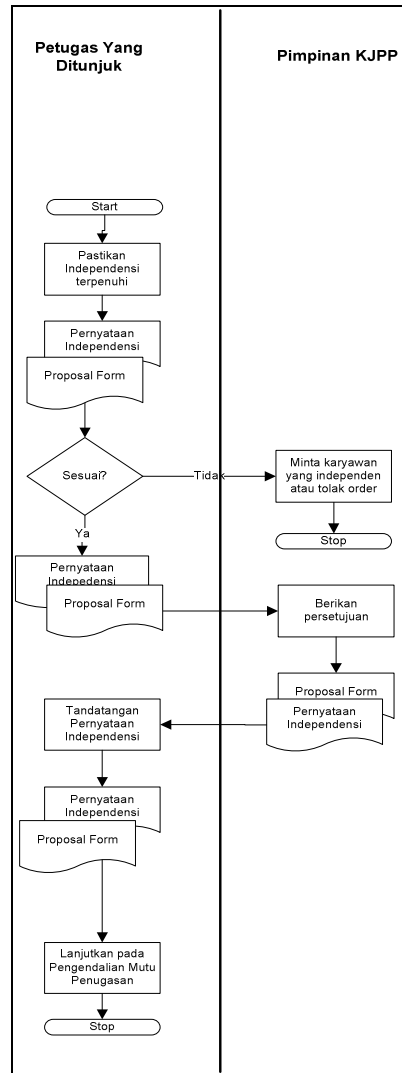 Petugas Yang
Ditunjuk
Pimpinan KJPP
Start
Pastikan
Independensi
terpenuhi
Pernyataan
Independensi
Proposal Form
Sesuai?
Tidak
Minta karyawan
yang independen
atau tolak order
Stop
Ya
Pernyataan
Indepedensi
Proposal Form
Berikan
persetujuan
Proposal Form
Pernyataan
Independensi
Tandatangan
Pernyataan
Independensi
Pernyataan
Independensi
Proposal Form
Lanjutkan pada
Pengendalian Mutu
Penugasan
Stop